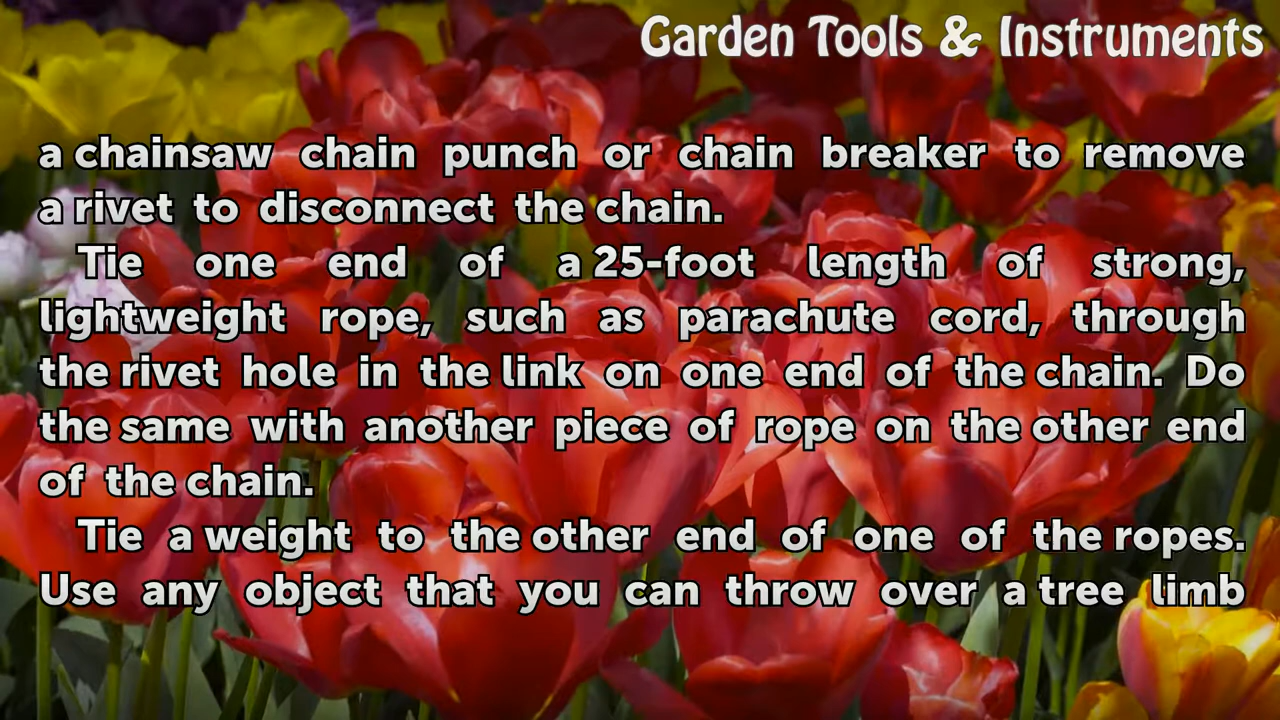 Garden Tools & Instruments
a chainsaw chain punch or chain breaker to remove
a rivet to disconnect the chain.
Tie one end of a 25-foot length of strong,
lightweight rope, such as parachute cord, through
the rivet hole in the link on one end of the chain. Do
the same with another piece of rope on the other end
of the chain.
Tie a weight to the other end of one of the ropes.
Use any object that you can throw over a tree limb